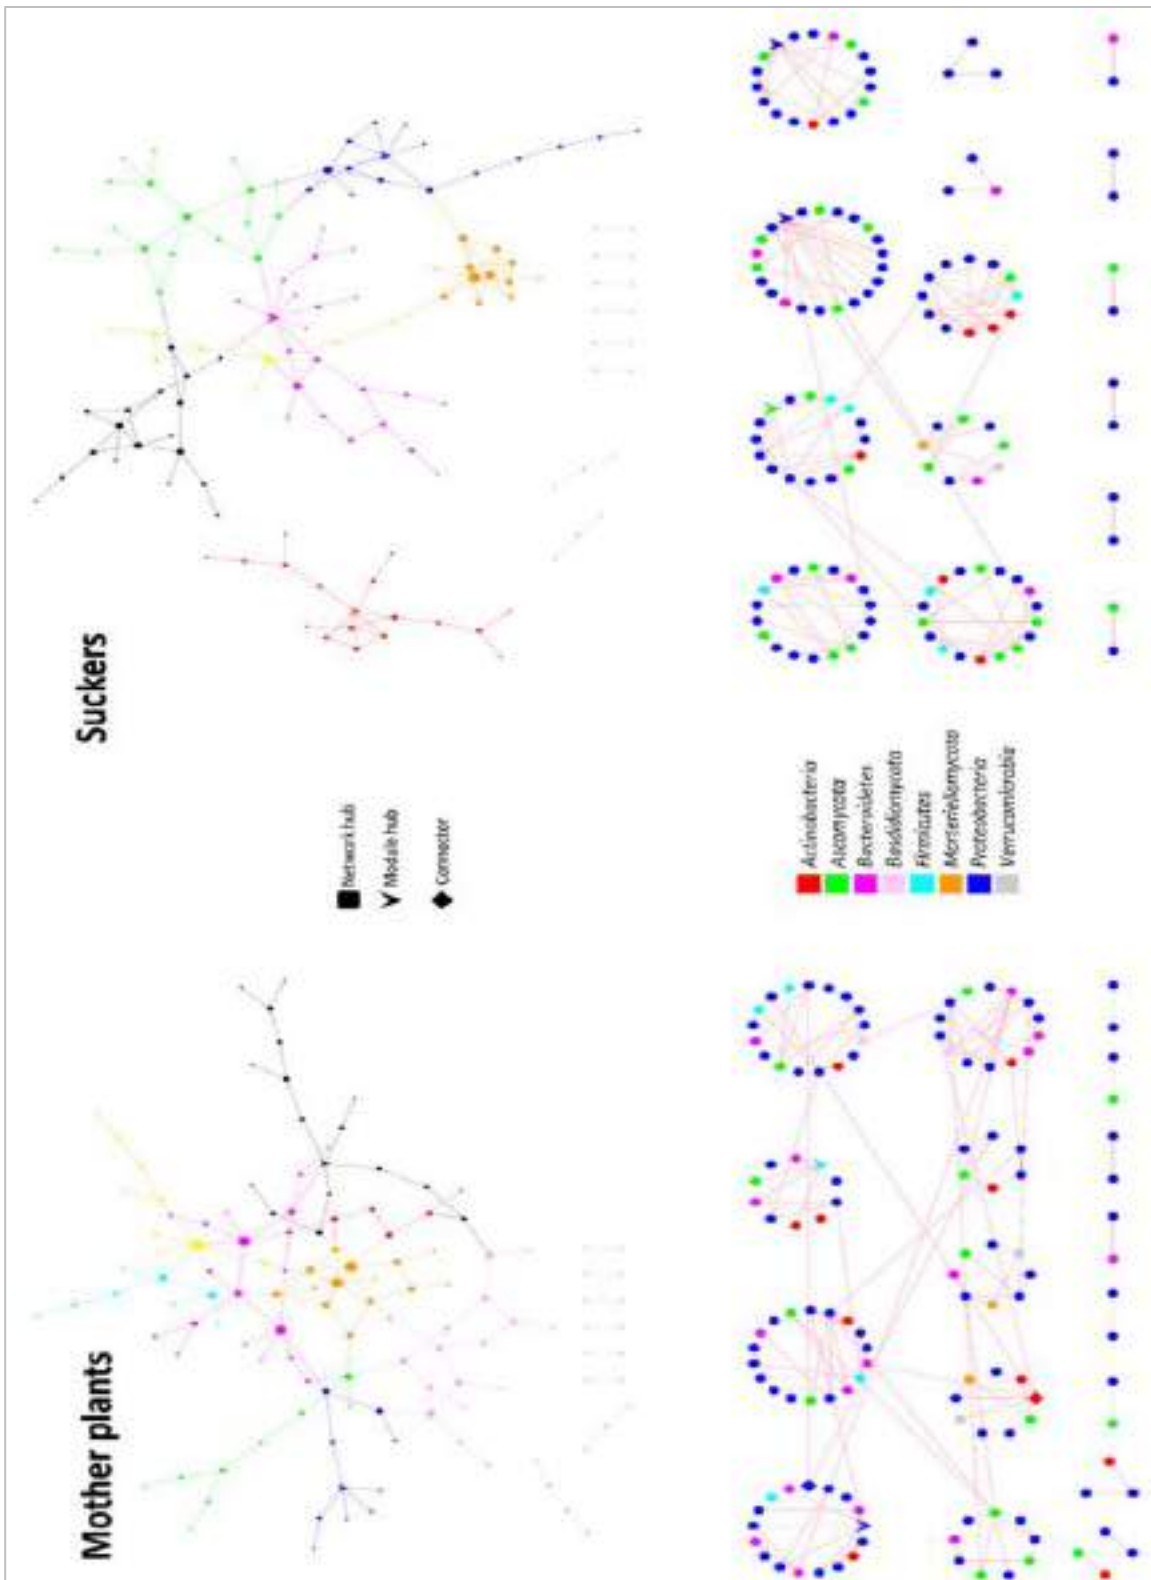 Mother plants
Suckers
Network hub
Module hub
Connector
Actinobacteria
Ascomycota
Bacteroidetes
Basidiomycota
Firmicutes
Mortierellomycota
Proteobacteria
Verrucomicrobia